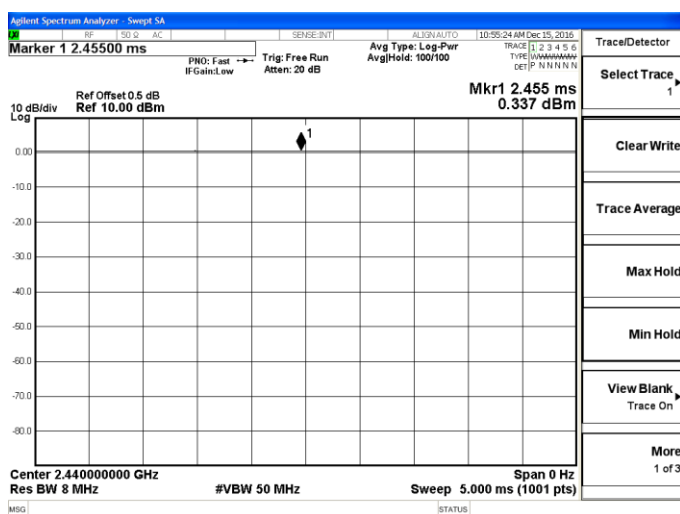 Agilent Spectrum Analyzer - Swept SA
RF 50 Ω AC SENSE:INT ALIGN AUTO 10:55:24 AM Dec 15, 2016
Marker 1 2.45500 ms
PNO: Fast
IFGain:Low
Trig: Free Run
Atten: 20 dB
Avg Type: Log-Pwr
Avg|Hold: 100/100
TRACE 1 2 3 4 5 6
TYPE
DET P N N N N N
Mkr1 2.455 ms
0.337 dBm
Ref Offset 0.5 dB
Ref 10.00 dBm
10 dB/div
Log
1
0.00
-10.0
-20.0
-30.0
-40.0
-50.0
-60.0
-70.0
-80.0
Center 2.440000000 GHz
Span 0 Hz
Res BW 8 MHz
#VBW 50 MHz
Sweep 5.000 ms (1001 pts)
MSG
STATUS
Trace/Detector
Select Trace
1
Clear Write
Trace Average
Max Hold
Min Hold
View Blank
Trace On
More
1 of 3